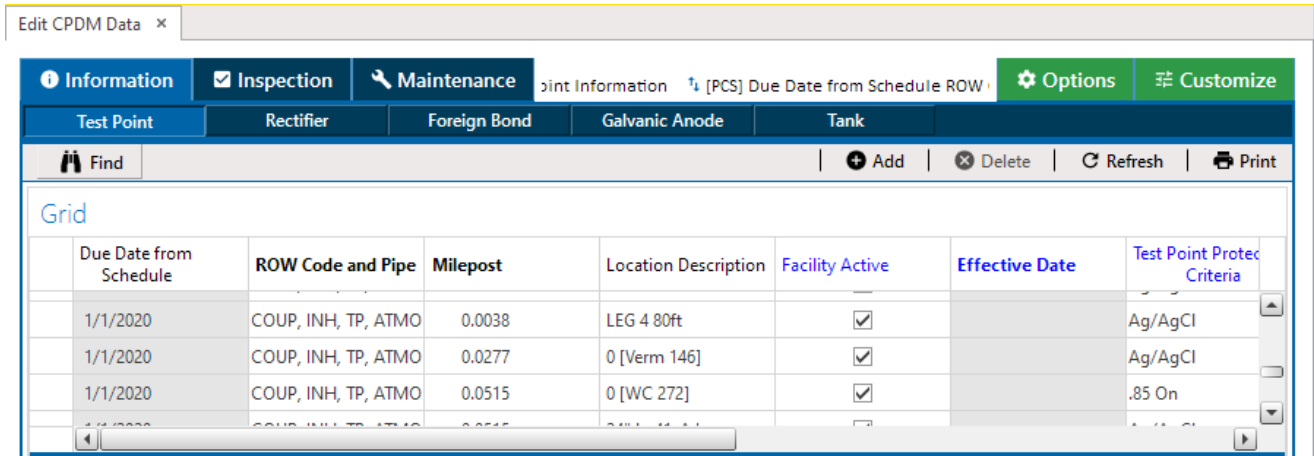 Edit CPDM Data ×
Information Inspection Maintenance oint Information [PCS] Due Date from Schedule ROW Options Customize
Test Point Rectifier Foreign Bond Galvanic Anode Tank
Find Add Delete Refresh Print
Grid
Due Date from Schedule ROW Code and Pipe Milepost Location Description Facility Active Effective Date Test Point Protec Criteria
1/1/2020 COUP, INH, TP, ATMO 0.0038 LEG 4 80ft Ag/AgCl
1/1/2020 COUP, INH, TP, ATMO 0.0277 0 [Verm 146] Ag/AgCl
1/1/2020 COUP, INH, TP, ATMO 0.0515 0 [WC 272] .85 On